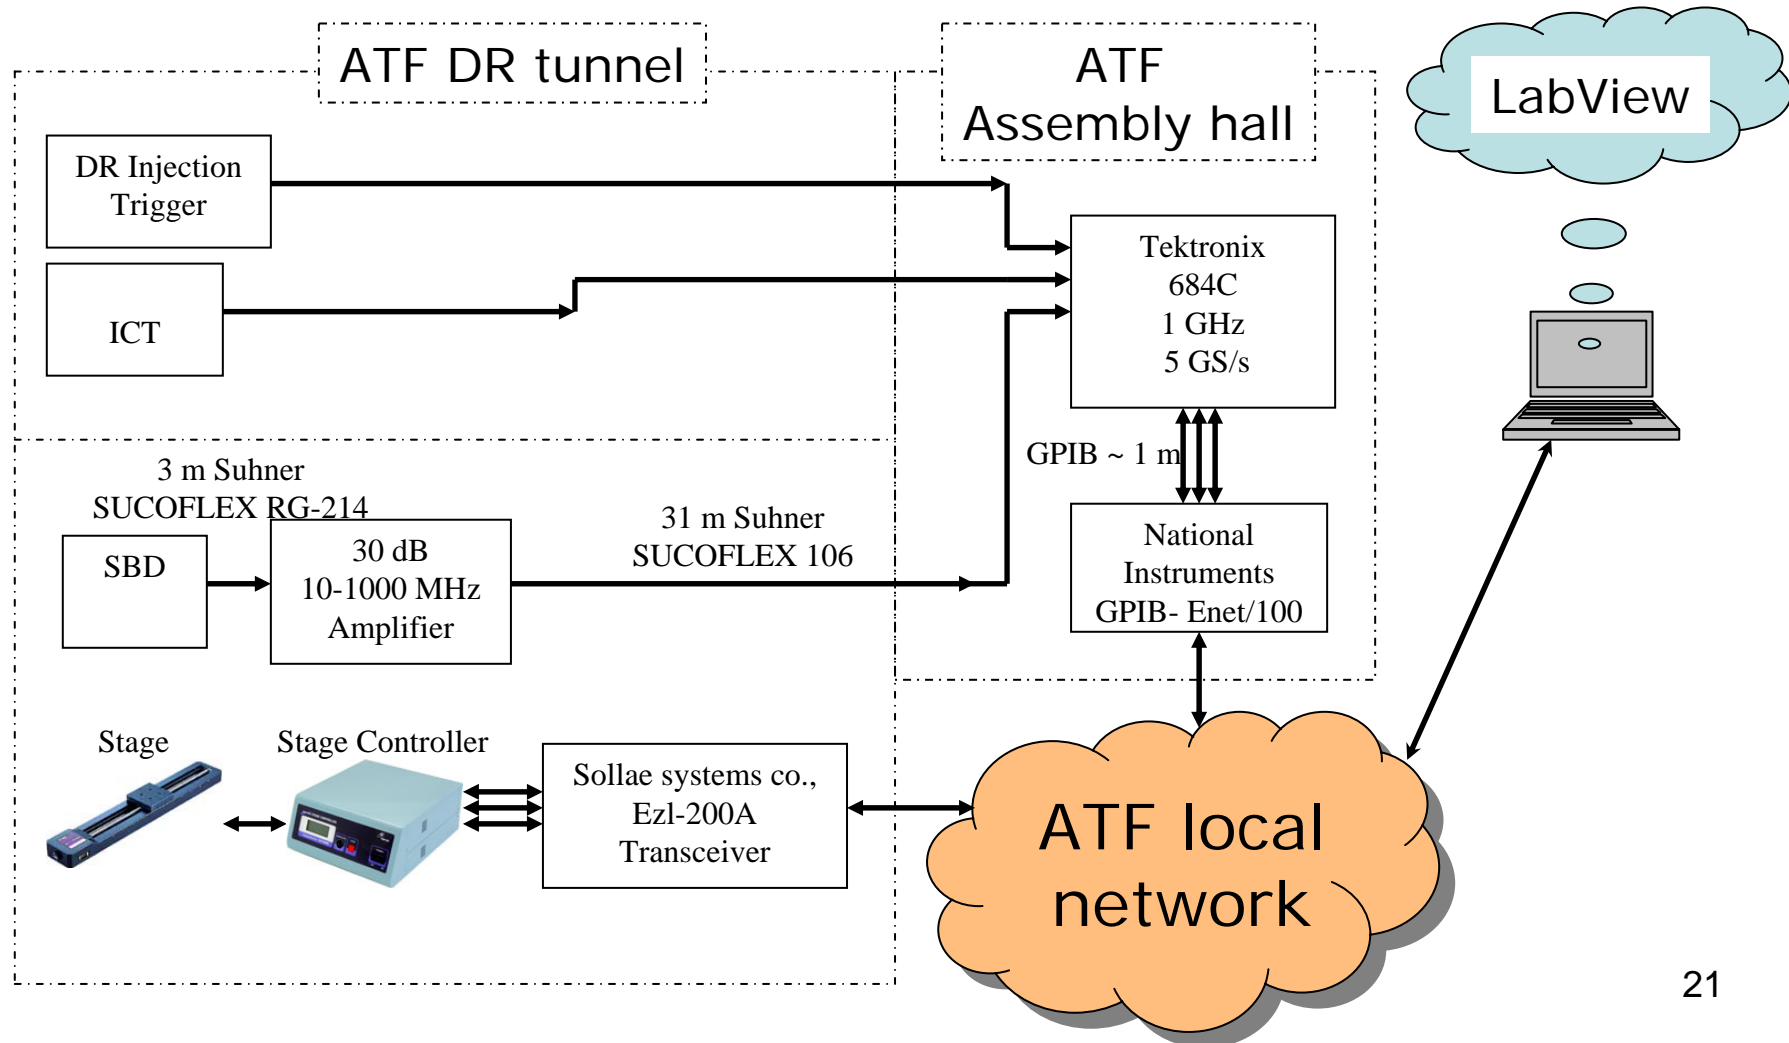 ATF DR tunnel
ATF
Assembly hall
LabView
DR Injection
Trigger
ICT
Tektronix
684C
1 GHz
5 GS/s
GPIB ~ 1 m
3 m Suhner
SUCOFLEX RG-214
SBD
30 dB
10-1000 MHz
Amplifier
31 m Suhner
SUCOFLEX 106
National
Instruments
GPIB- Enet/100
Stage
Stage Controller
Sollae systems co.,
Ezl-200A
Transceiver
ATF local
network
21